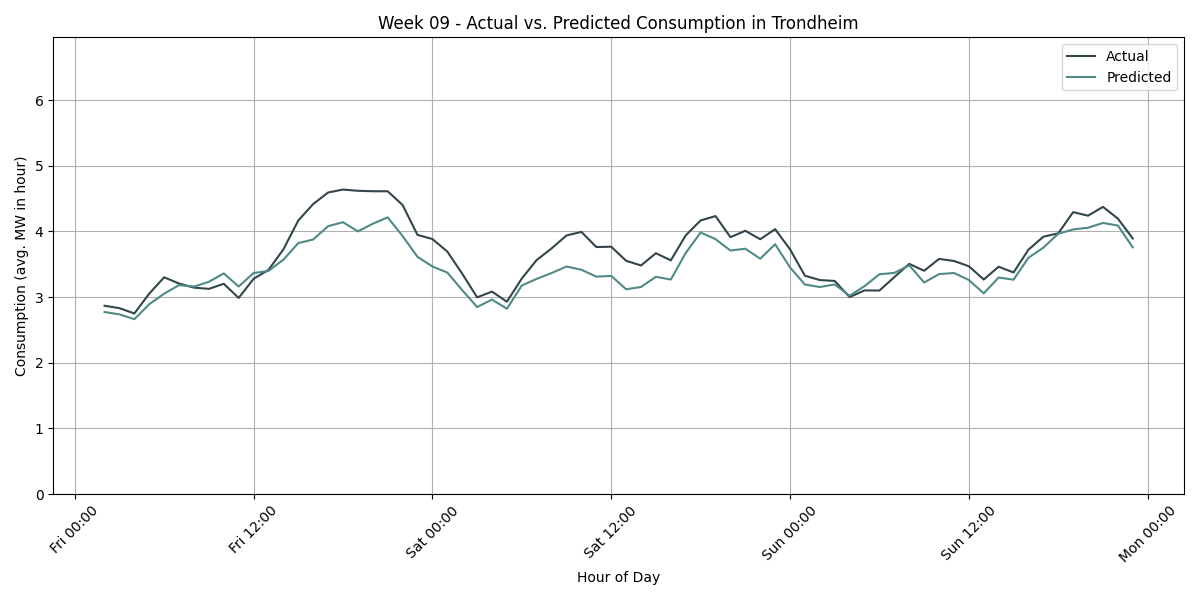 Week 09 - Actual vs. Predicted Consumption in Trondheim
Actual
Predicted
Consumption (avg. MW in hour)
6
5
4
3
2
1
0
Fri 00:00
Fri 12:00
Sat 00:00
Sat 12:00
Sun 00:00
Sun 12:00
Mon 00:00
Hour of Day